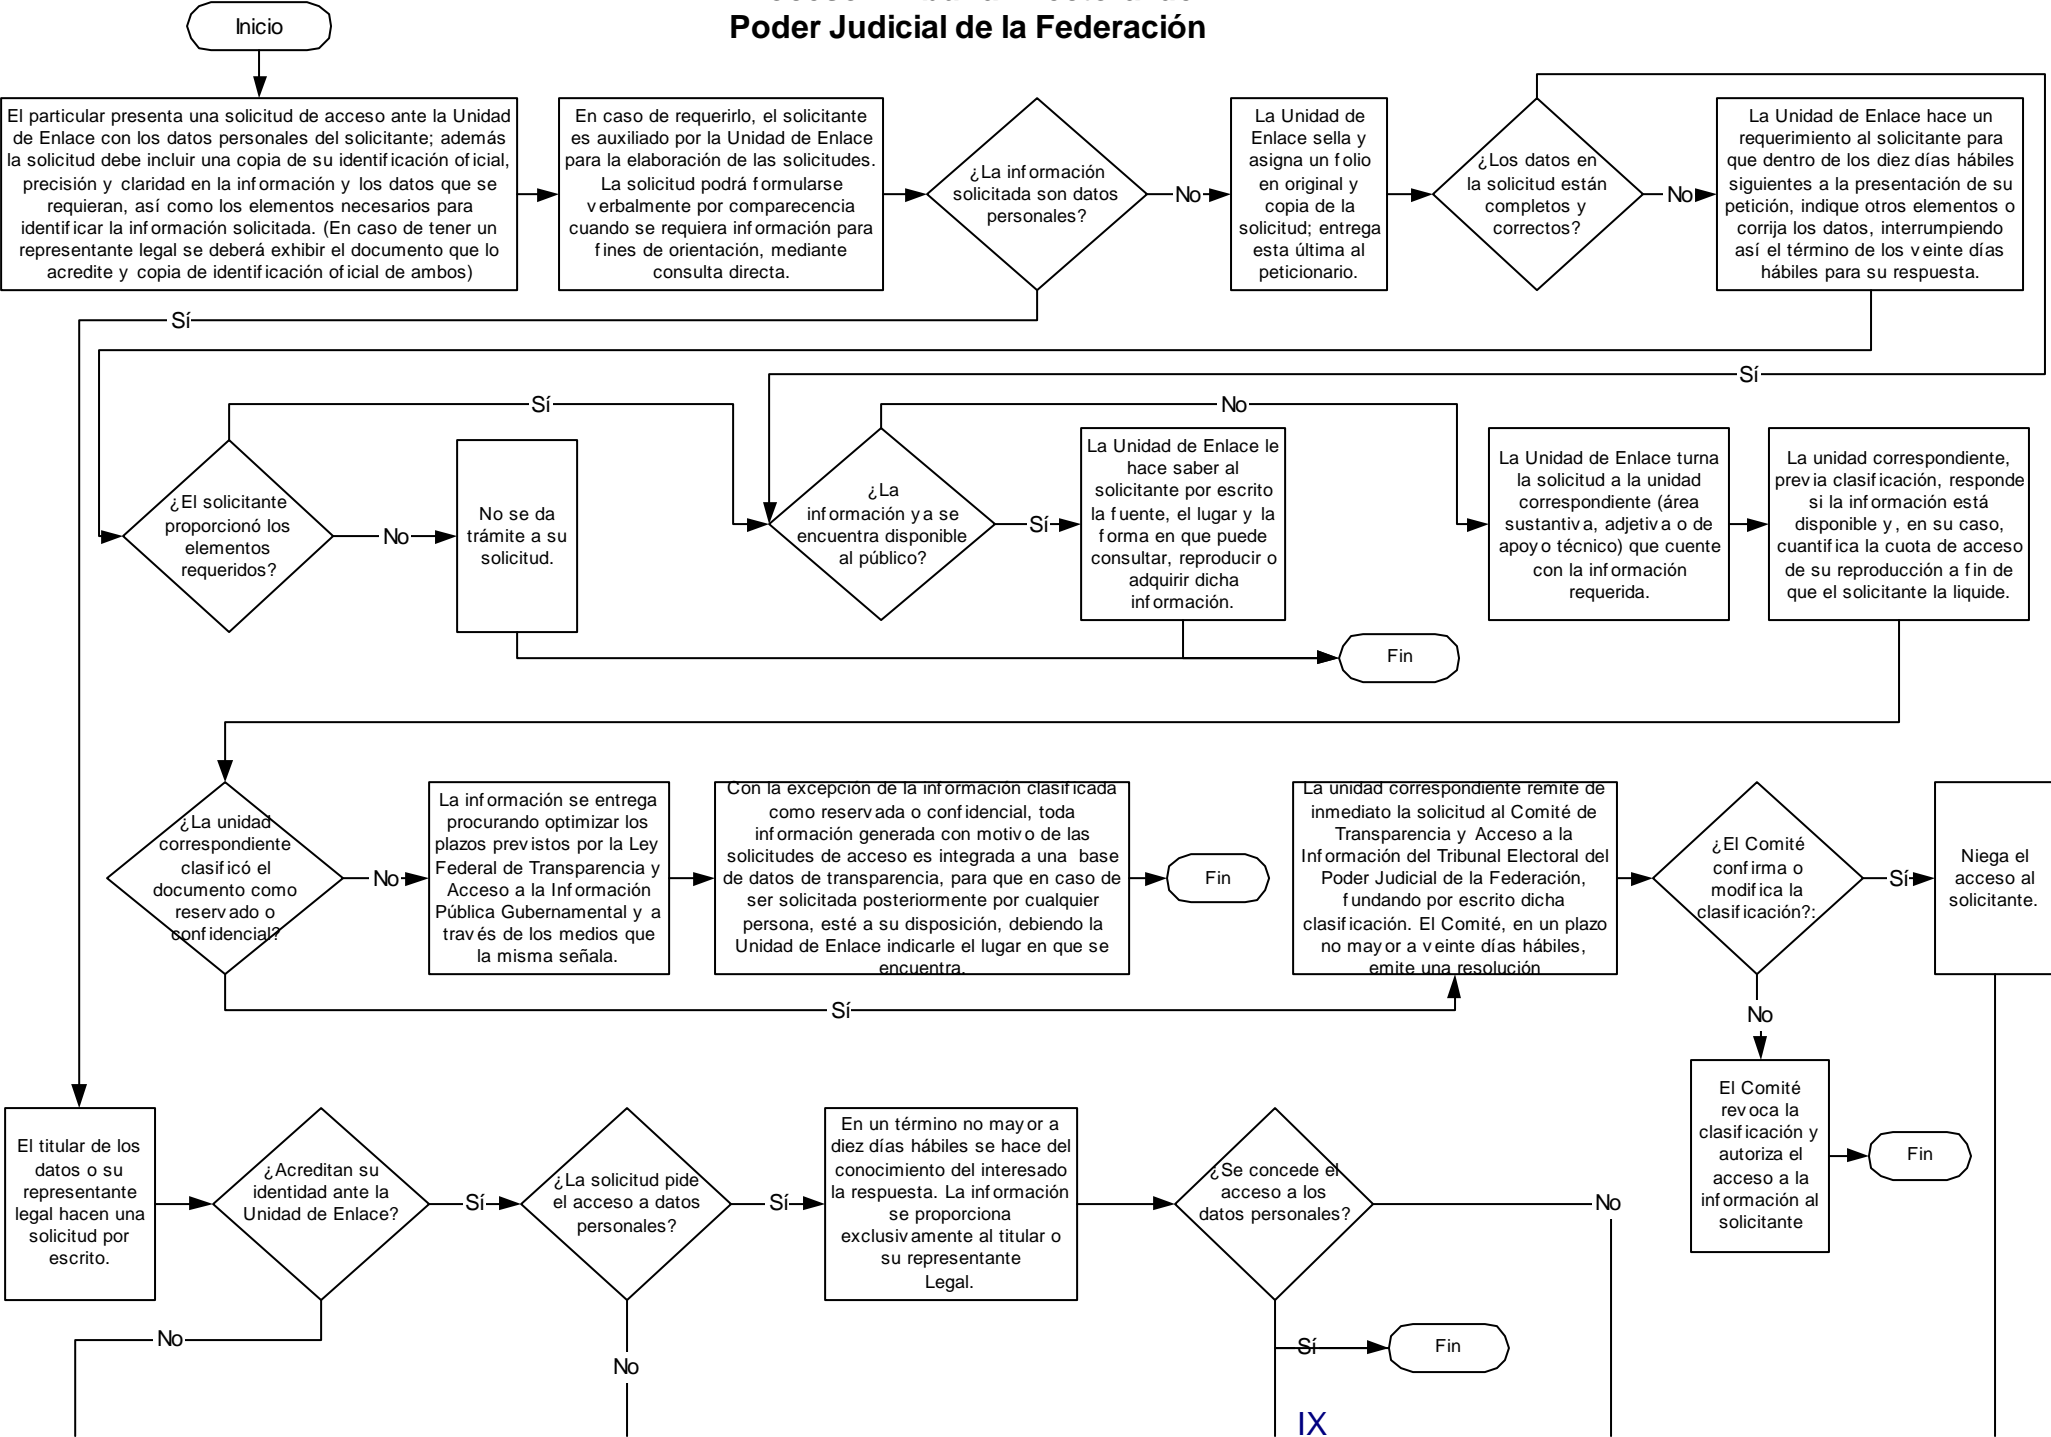 Poder Judicial de la Federación
Inicio
El particular presenta una solicitud de acceso ante la Unidad
de Enlace con los datos personales del solicitante; además
la solicitud debe incluir una copia de su identificación oficial,
precisión y claridad en la información y los datos que se
requieran, así como los elementos necesarios para
identificar la información solicitada. (En caso de tener un
representante legal se deberá exhibir el documento que lo
acredite y copia de identificación oficial de ambos)
En caso de requerirlo, el solicitante
es auxiliado por la Unidad de Enlace
para la elaboración de las solicitudes.
La solicitud podrá formularse
verbalmente por comparecencia
cuando se requiera información para
fines de orientación, mediante
consulta directa.
¿La información
solicitada son datos
personales?
No
La Unidad de
Enlace sella y
asigna un folio
en original y
copia de la
solicitud; entrega
esta última al
peticionario.
¿Los datos en
la solicitud están
completos y
correctos?
No
La Unidad de Enlace hace un
requerimiento al solicitante para
que dentro de los diez días hábiles
siguientes a la presentación de su
petición, indique otros elementos o
corrija los datos, interrumpiendo
así el término de los veinte días
hábiles para su respuesta.
Sí
Sí
Sí
No
¿El solicitante
proporcionó los
elementos
requeridos?
No
No se da
trámite a su
solicitud.
¿La
información ya se
encuentra disponible
al público?
Sí
La Unidad de Enlace le
hace saber al
solicitante por escrito
la fuente, el lugar y la
forma en que puede
consultar, reproducir o
adquirir dicha
información.
La Unidad de Enlace turna
la solicitud a la unidad
correspondiente (área
sustantiva, adjetiva o de
apoyo técnico) que cuente
con la información
requerida.
La unidad correspondiente,
previa clasificación, responde
si la información está
disponible y, en su caso,
cuantifica la cuota de acceso
de su reproducción a fin de
que el solicitante la liquide.
Fin
¿La unidad
correspondiente
clasificó el
documento como
reservado o
confidencial?
No
La información se entrega
procurando optimizar los
plazos previstos por la Ley
Federal de Transparencia y
Acceso a la Información
Pública Gubernamental y a
través de los medios que
la misma señala.
Con la excepción de la información clasificada
como reservada o confidencial, toda
información generada con motivo de las
solicitudes de acceso es integrada a una base
de datos de transparencia, para que en caso de
ser solicitada posteriormente por cualquier
persona, esté a su disposición, debiendo la
Unidad de Enlace indicarle el lugar en que se
encuentra.
Fin
La unidad correspondiente remite de
inmediato la solicitud al Comité de
Transparencia y Acceso a la
Información del Tribunal Electoral del
Poder Judicial de la Federación,
fundando por escrito dicha
clasificación. El Comité, en un plazo
no mayor a veinte días hábiles,
emite una resolución
¿El Comité
confirma o
modifica la
clasificación?:
Sí
Niega el
acceso al
solicitante.
Sí
No
El Comité
revoca la
clasificación y
autoriza el
acceso a la
información al
solicitante
Fin
El titular de los
datos o su
representante
legal hacen una
solicitud por
escrito.
¿Acreditan su
identidad ante la
Unidad de Enlace?
Sí
¿La solicitud pide
el acceso a datos
personales?
Sí
En un término no mayor a
diez días hábiles se hace del
conocimiento del interesado
la respuesta. La información
se proporciona
exclusivamente al titular o
su representante
Legal.
¿Se concede el
acceso a los
datos personales?
No
No
No
Sí
Fin
IX